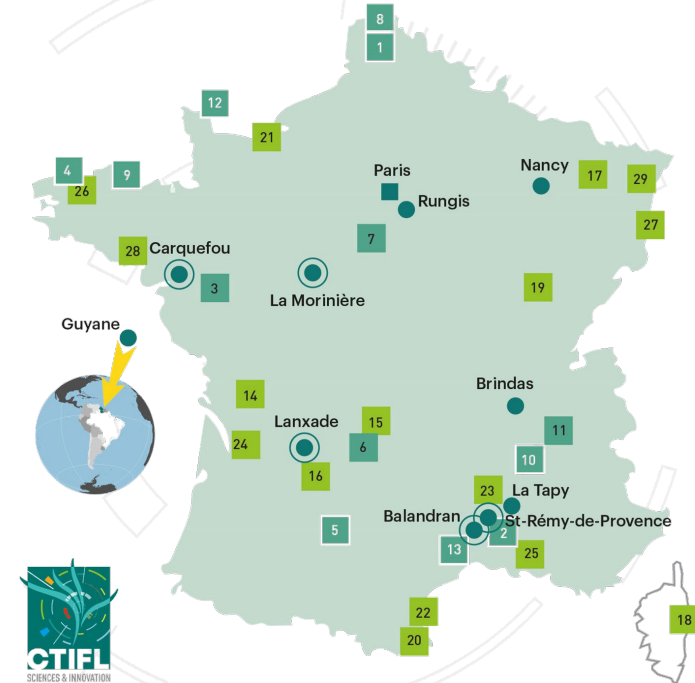 8
1
12
21
4
9
26
Paris
Rungis
Nancy
17
29
27
7
28
Carquefou
3
La Morinière
19
Guyane
14
Brindas
Lanxade
15
24
6
11
16
10
23
La Tapy
Balandran
St-Rémy-de-Provence
5
2
13
25
22
20
18
CTIFL
SCIENCES & INNOVATION